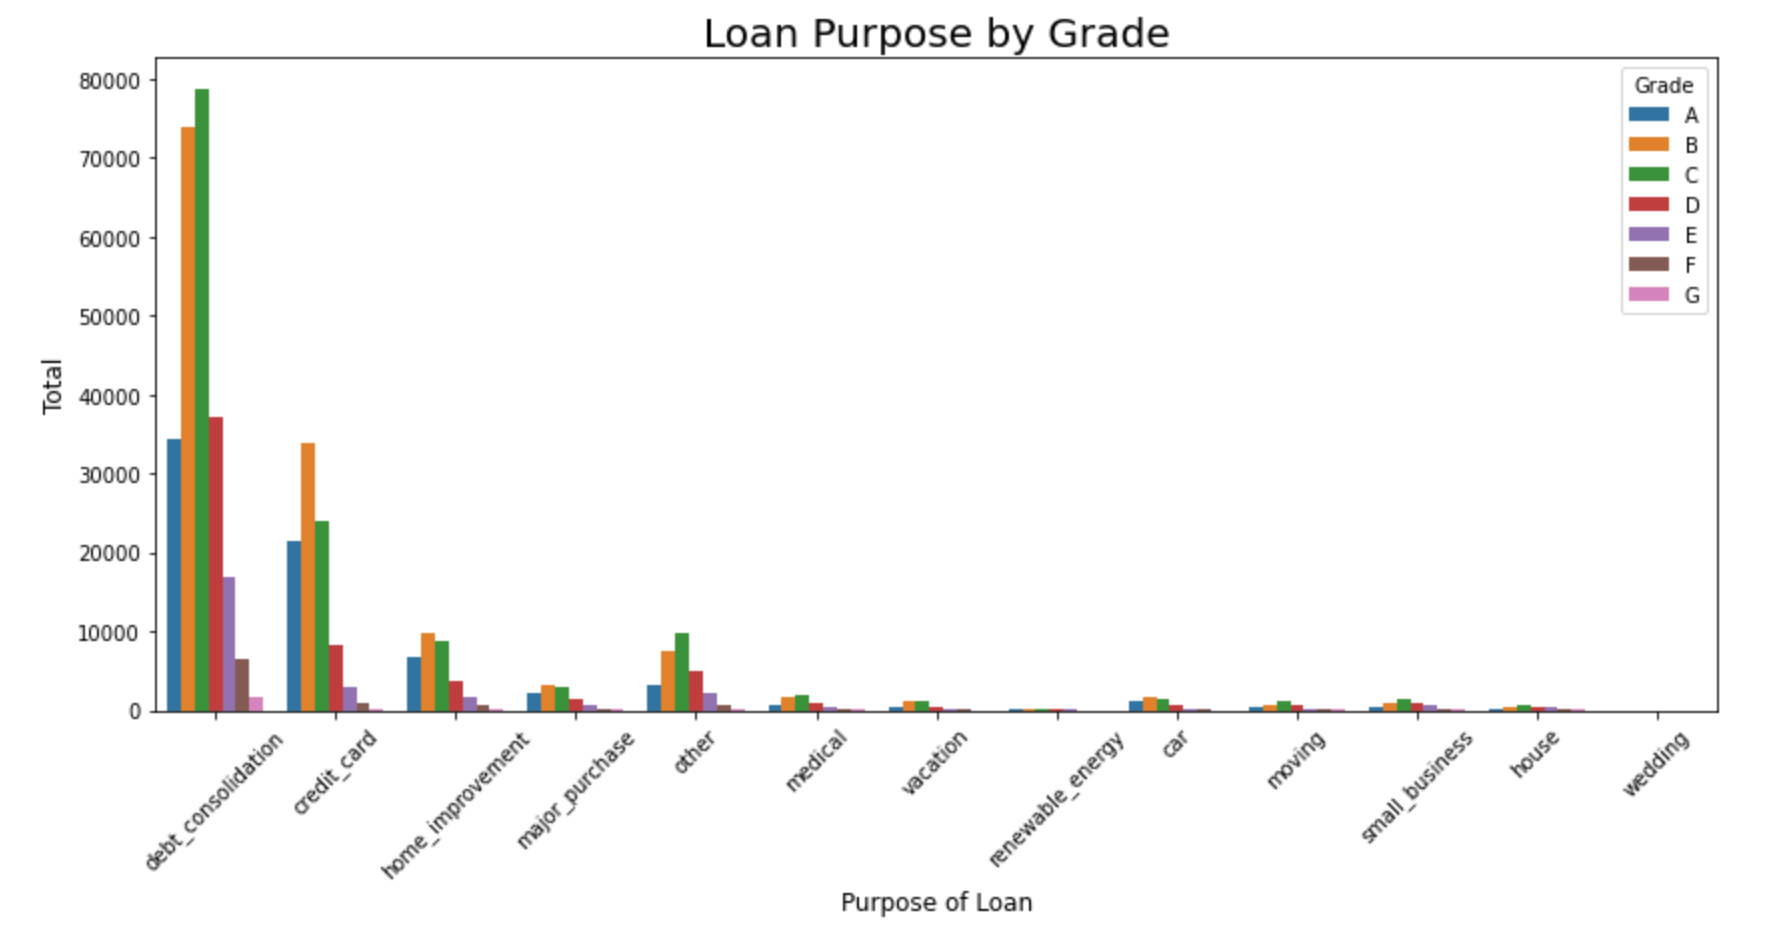 Loan Purpose by Grade
80000
70000
60000
50000
40000
30000
20000
10000
0
Total
Grade
A
B
C
D
E
F
G
debt_consolidation
credit_card
home_improvement
major_purchase
other
medical
vacation
renewable_energy
car
moving
small_business
house
wedding
Purpose of Loan